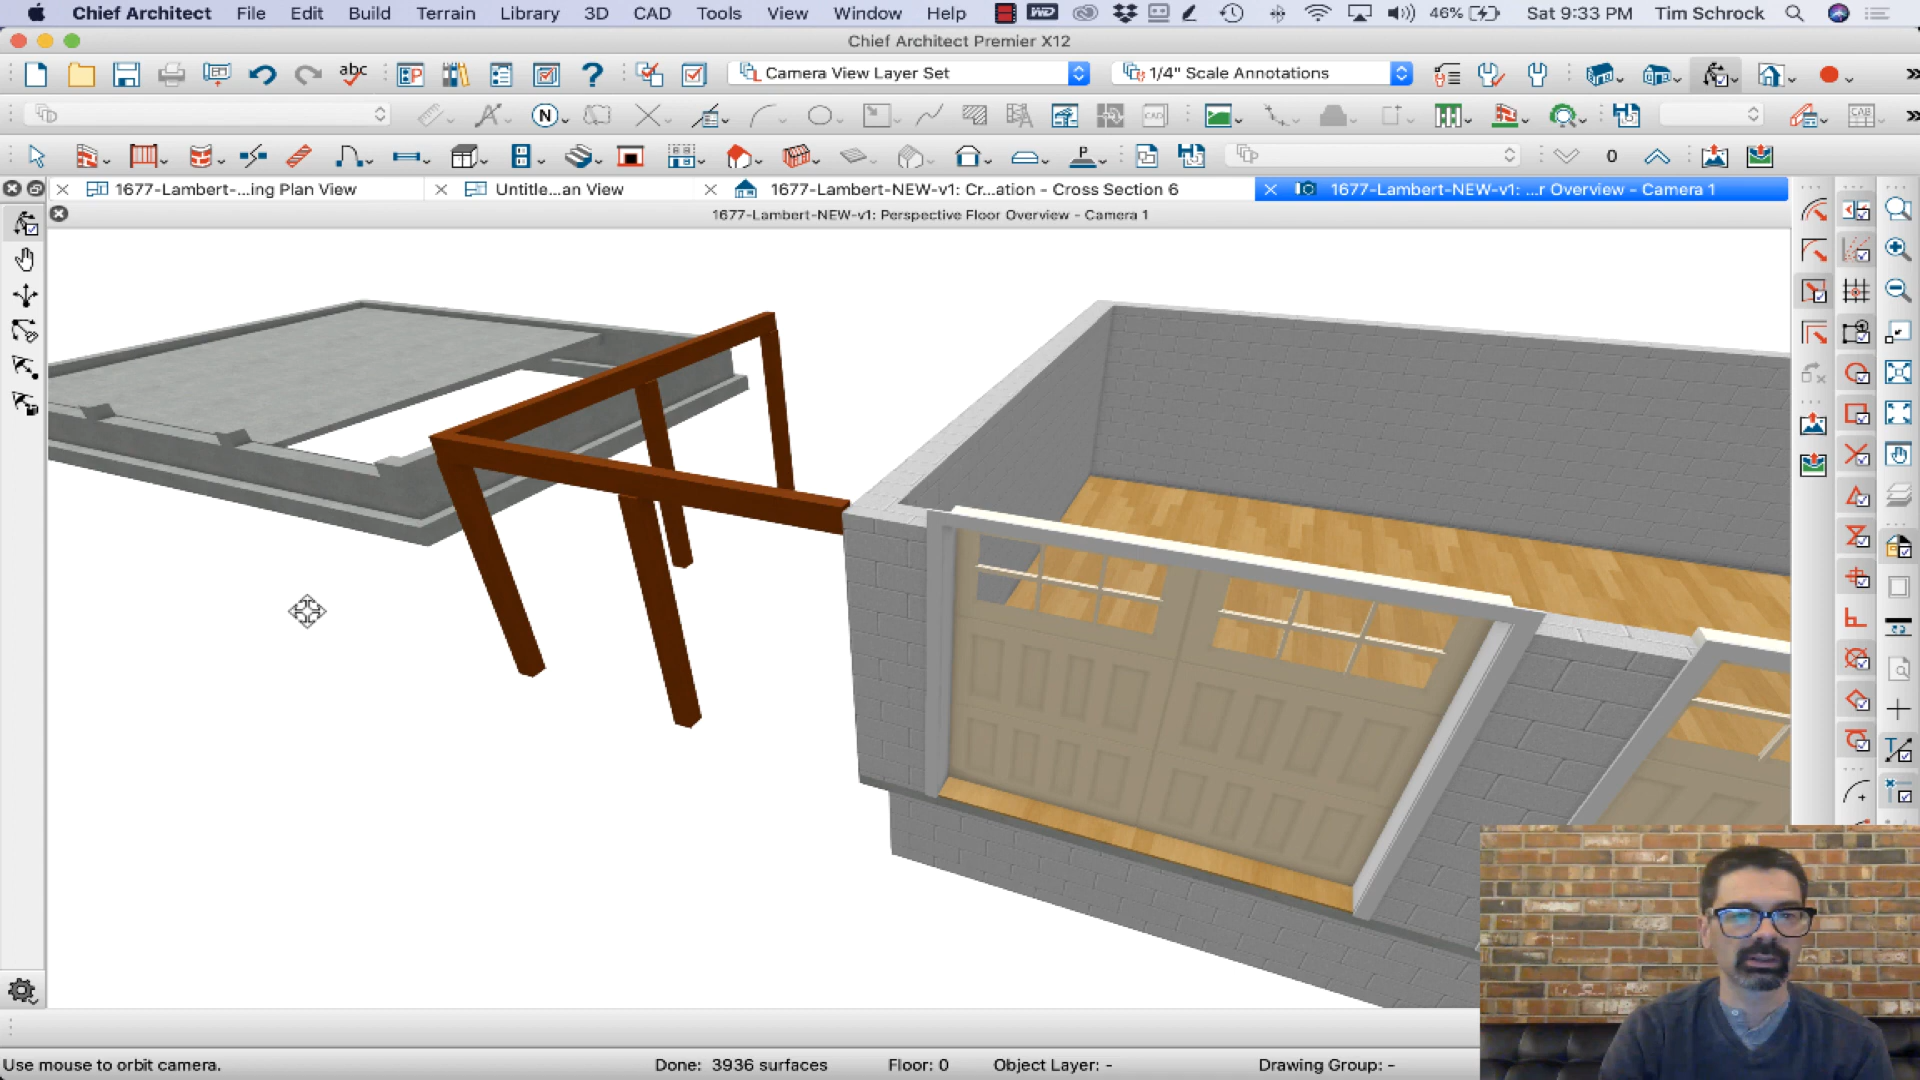 Chief Architect File Edit Build Terrain Library 3D CAD Tools View Window Help WD 46% Sat 9:33 PM Tim Schrock
Chief Architect Premier X12
abc P ? Camera View Layer Set 1/4" Scale Annotations
N CAD CAB
P 0
1677-Lambert-...ing Plan View Untitle...an View 1677-Lambert-NEW-v1: Cr...ation - Cross Section 6 1677-Lambert-NEW-v1: ...r Overview - Camera 1
1677-Lambert-NEW-v1: Perspective Floor Overview - Camera 1
Use mouse to orbit camera. Done: 3936 surfaces Floor: 0 Object Layer: - Drawing Group: -